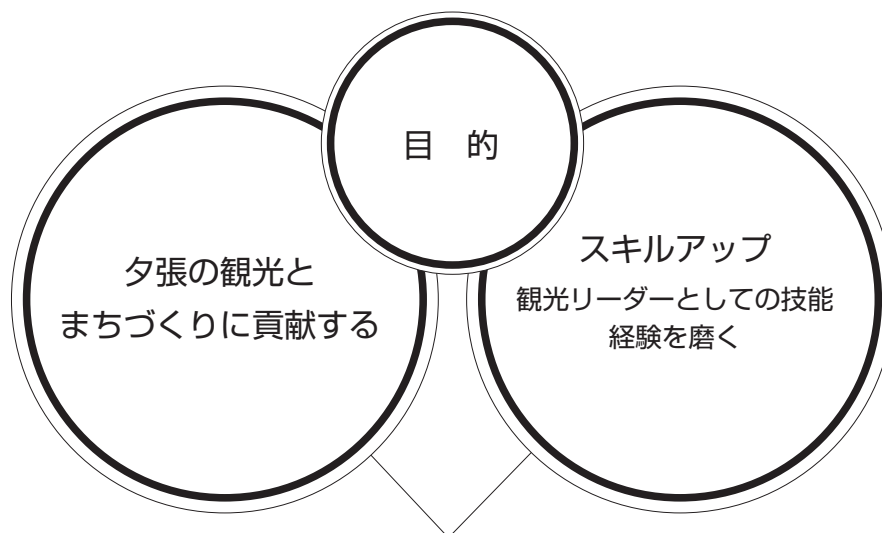 目　的
夕張の観光と
まちづくりに貢献する
スキルアップ
観光リーダーとしての技能
経験を磨く